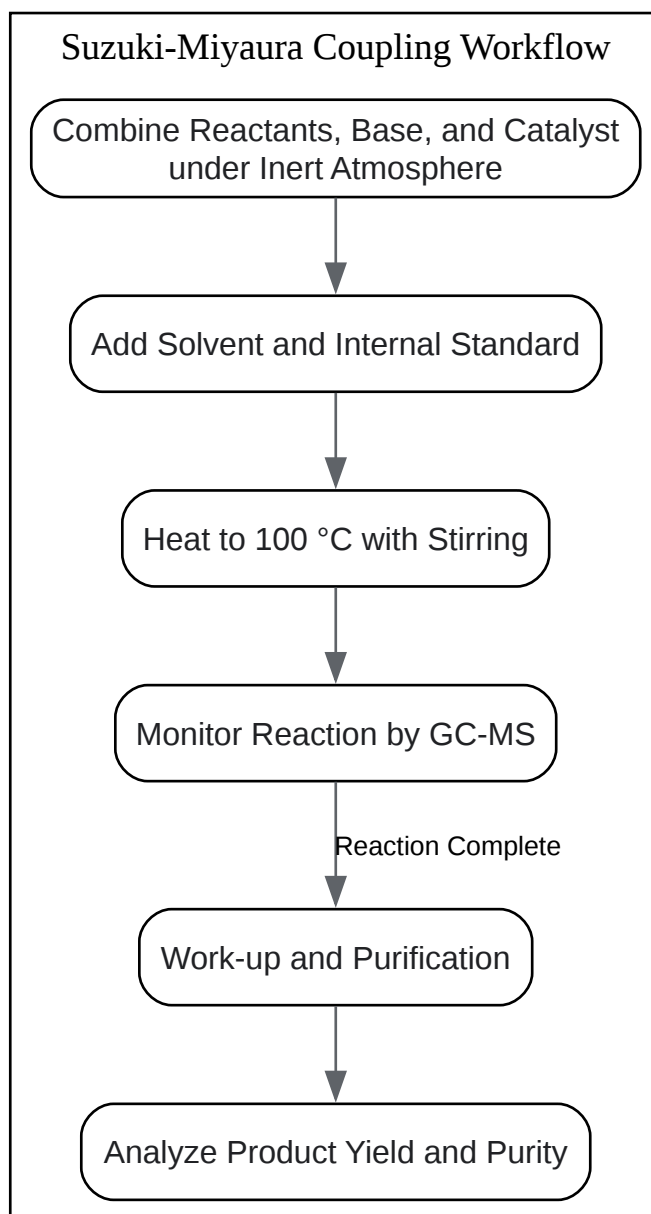 Suzuki-Miyaura Coupling Workflow
Combine Reactants, Base, and Catalyst
under Inert Atmosphere
Add Solvent and Internal Standard
Heat to 100 °C with Stirring
Monitor Reaction by GC-MS
Reaction Complete
Work-up and Purification
Analyze Product Yield and Purity